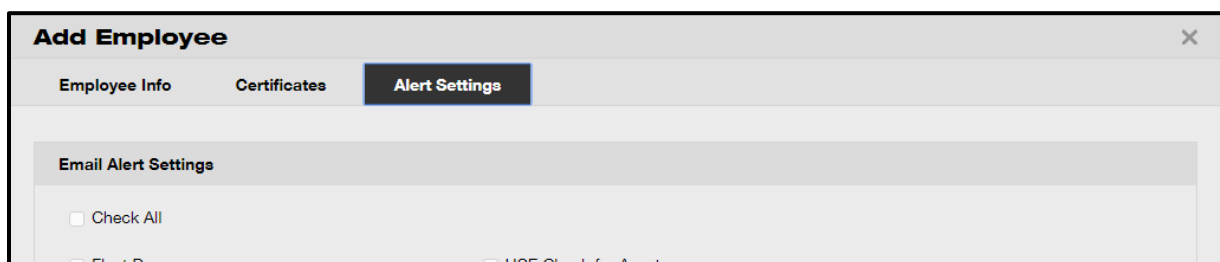 Add Employee
Employee Info Certificates Alert Settings
Email Alert Settings
Check All